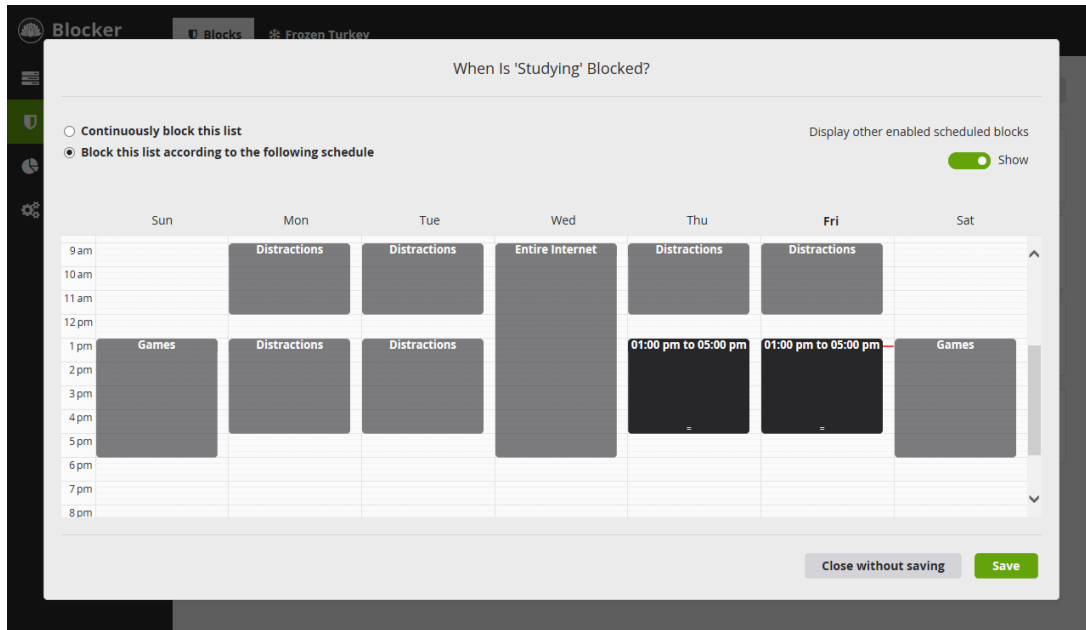 Blocker
Blocks
Frozen Turkey
When Is 'Studying' Blocked?
Continuously block this list
Block this list according to the following schedule
Display other enabled scheduled blocks
Show
Sun Mon Tue Wed Thu Fri Sat
9 am Distractions Distractions Entire Internet Distractions Distractions
10 am
11 am
12 pm
1 pm Games Distractions Distractions 01:00 pm to 05:00 pm 01:00 pm to 05:00 pm Games
2 pm
3 pm
4 pm
5 pm
6 pm
7 pm
8 pm
Close without saving Save